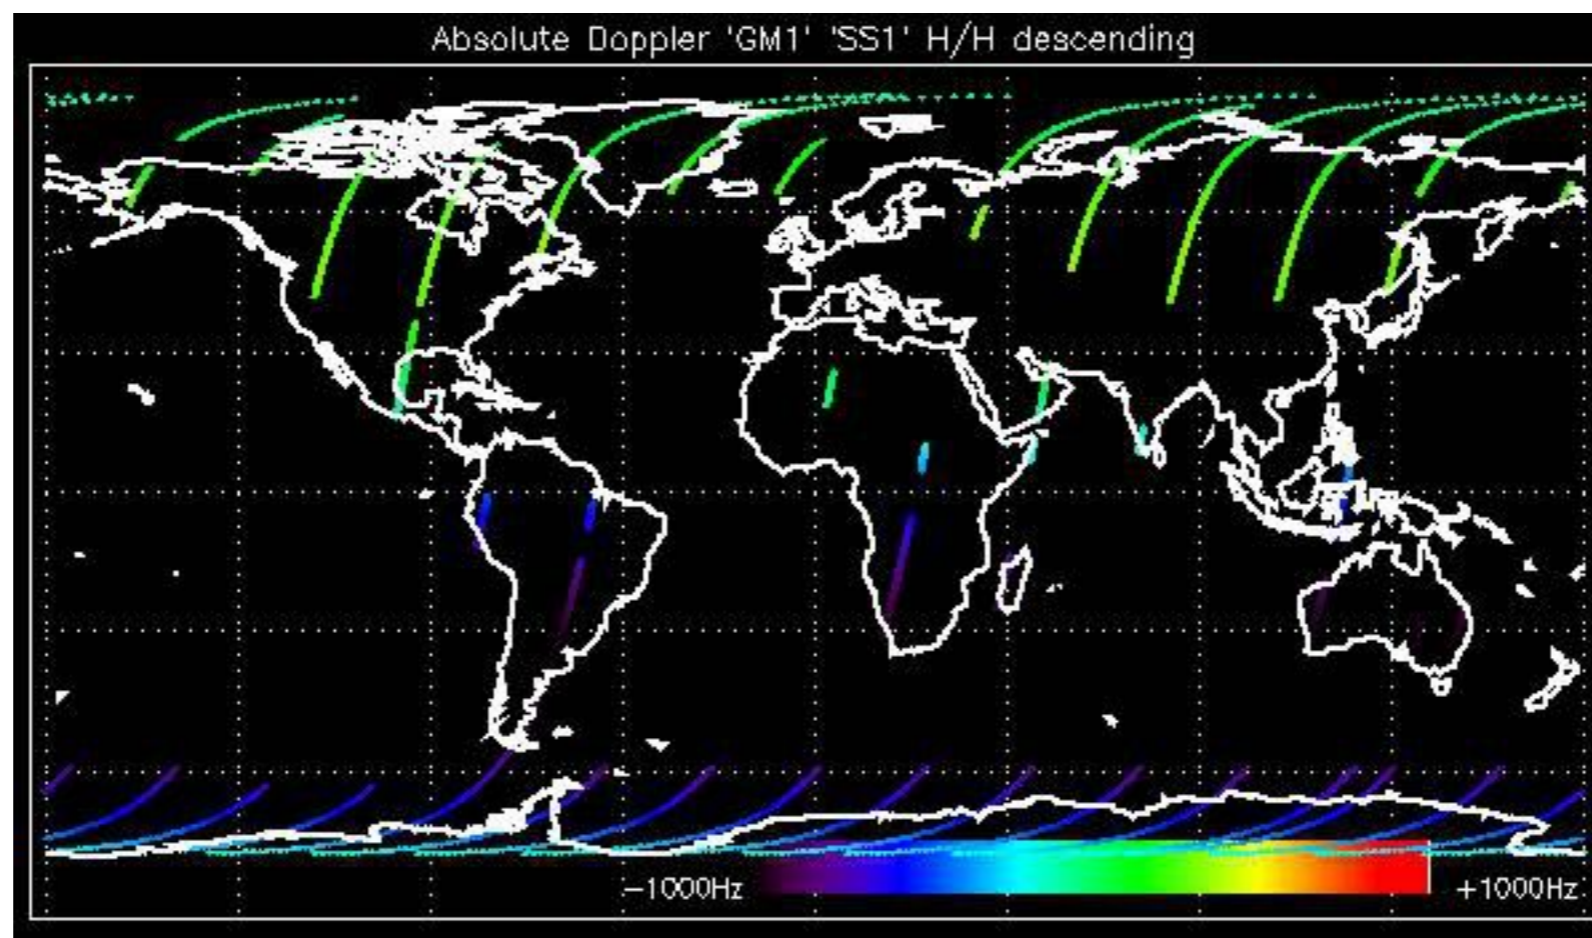 Absolute Doppler 'GM1' 'SS1' H/H descending
-1000Hz
+1000Hz